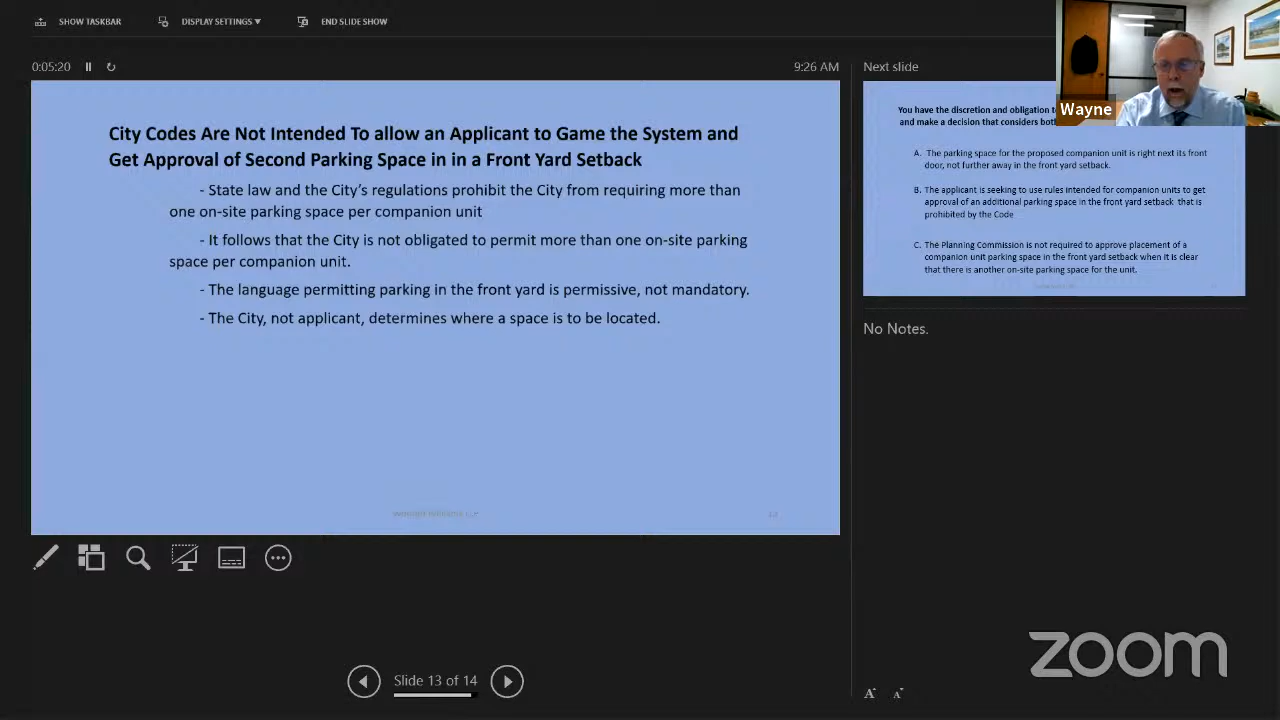 SHOW TASKBAR
DISPLAY SETTINGS ▼
END SLIDE SHOW
0:05:20
9:26 AM
City Codes Are Not Intended To allow an Applicant to Game the System and
Get Approval of Second Parking Space in in a Front Yard Setback
- State law and the City's regulations prohibit the City from requiring more than
one on-site parking space per companion unit
- It follows that the City is not obligated to permit more than one on-site parking
space per companion unit.
- The language permitting parking in the front yard is permissive, not mandatory.
- The City, not applicant, determines where a space is to be located.
13
Slide 13 of 14
Next slide
You have the discretion and obligation
and make a decision that considers
A. The parking space for the proposed companion unit is right next its front
door, not further away in the front yard setback.
B. The applicant is seeking to use rules intended for companion units to get
approval of an additional parking space in the front yard setback that is
prohibited by the Code
C. The Planning Commission is not required to approve placement of a
companion unit parking space in the front yard setback when it is clear
that there is another on-site parking space for the unit.
No Notes.
Wayne
zoom
A A